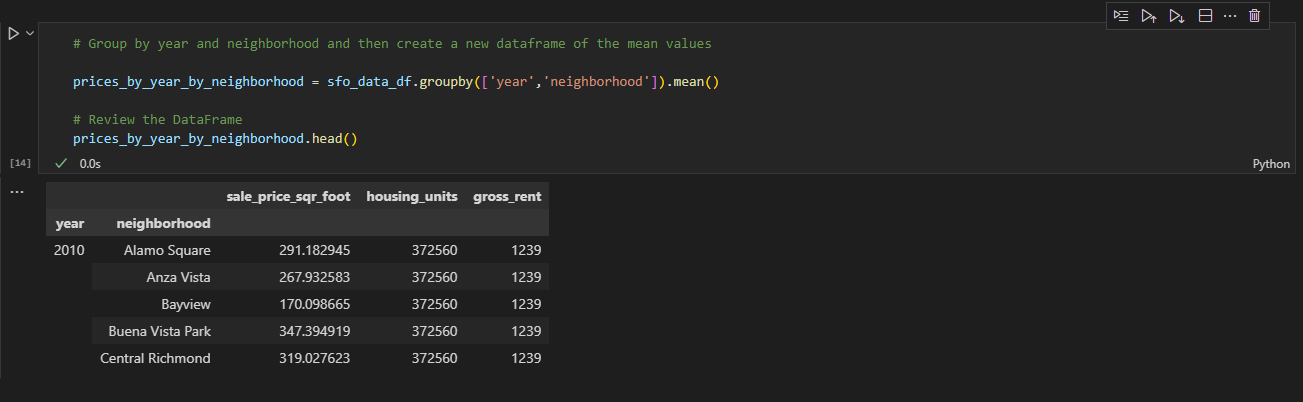 # Group by year and neighborhood and then create a new dataframe of the mean values
prices_by_year_by_neighborhood = sfo_data_df.groupby(['year','neighborhood']).mean()
# Review the DataFrame
prices_by_year_by_neighborhood.head()
[14] 0.0s Python
sale_price_sqr_foot housing_units gross_rent
year neighborhood
2010 Alamo Square 291.182945 372560 1239
Anza Vista 267.932583 372560 1239
Bayview 170.098665 372560 1239
Buena Vista Park 347.394919 372560 1239
Central Richmond 319.027623 372560 1239